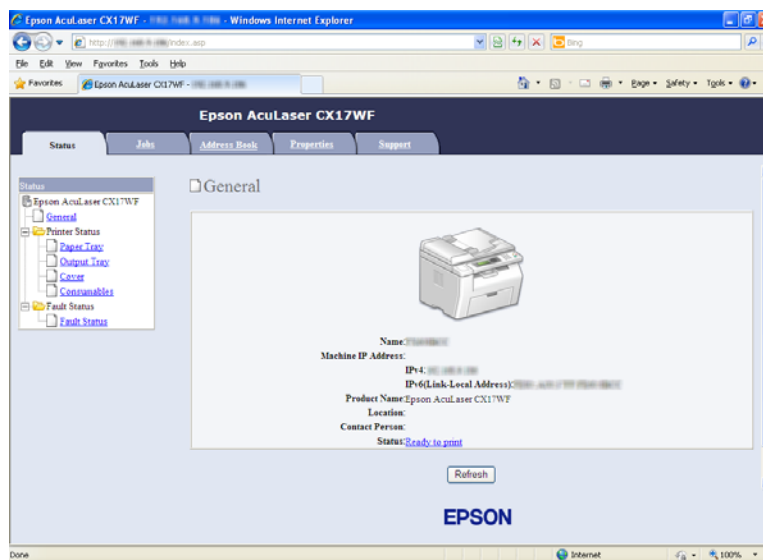 Epson AcuLaser CX17WF - - Windows Internet Explorer
http:// /index.asp
Bing
File Edit View Favorites Tools Help
Favorites Epson AcuLaser CX17WF -
Page Safety Tools
Epson AcuLaser CX17WF
Status Jobs Address Book Properties Support
Status
Epson AcuLaser CX17WF
General
Printer Status
Paper Tray
Output Tray
Cover
Consumables
Fault Status
Fault Status
General
Name:
Machine IP Address:
IPv4:
IPv6(Link-Local Address):
Product Name:Epson AcuLaser CX17WF
Location:
Contact Person:
Status:Ready to print
Refresh
EPSON
Done Internet 100%